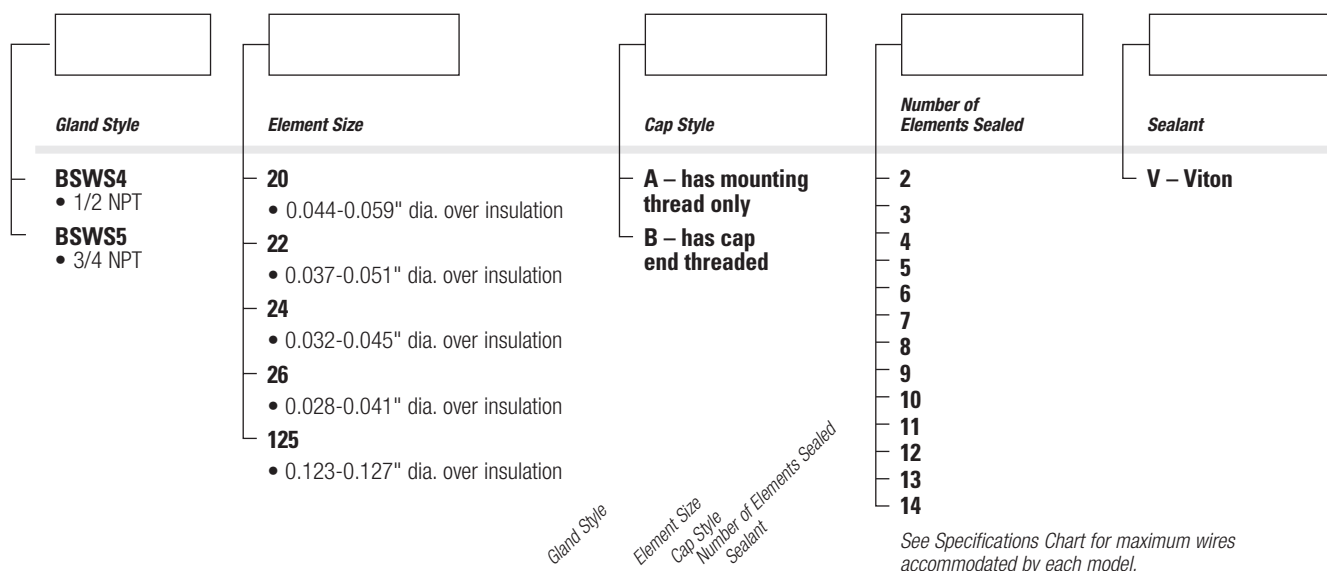 Gland Style
Element Size
Cap Style
Number of
Elements Sealed
Sealant
BSWS4
• 1/2 NPT
BSWS5
• 3/4 NPT
20
• 0.044-0.059" dia. over insulation
22
• 0.037-0.051" dia. over insulation
24
• 0.032-0.045" dia. over insulation
26
• 0.028-0.041" dia. over insulation
125
• 0.123-0.127" dia. over insulation
A – has mounting
thread only
B – has cap
end threaded
2
3
4
5
6
7
8
9
10
11
12
13
14
See Specifications Chart for maximum wires
accommodated by each model.
V – Viton
Gland Style
Element Size
Cap Style
Number of Elements Sealed
Sealant